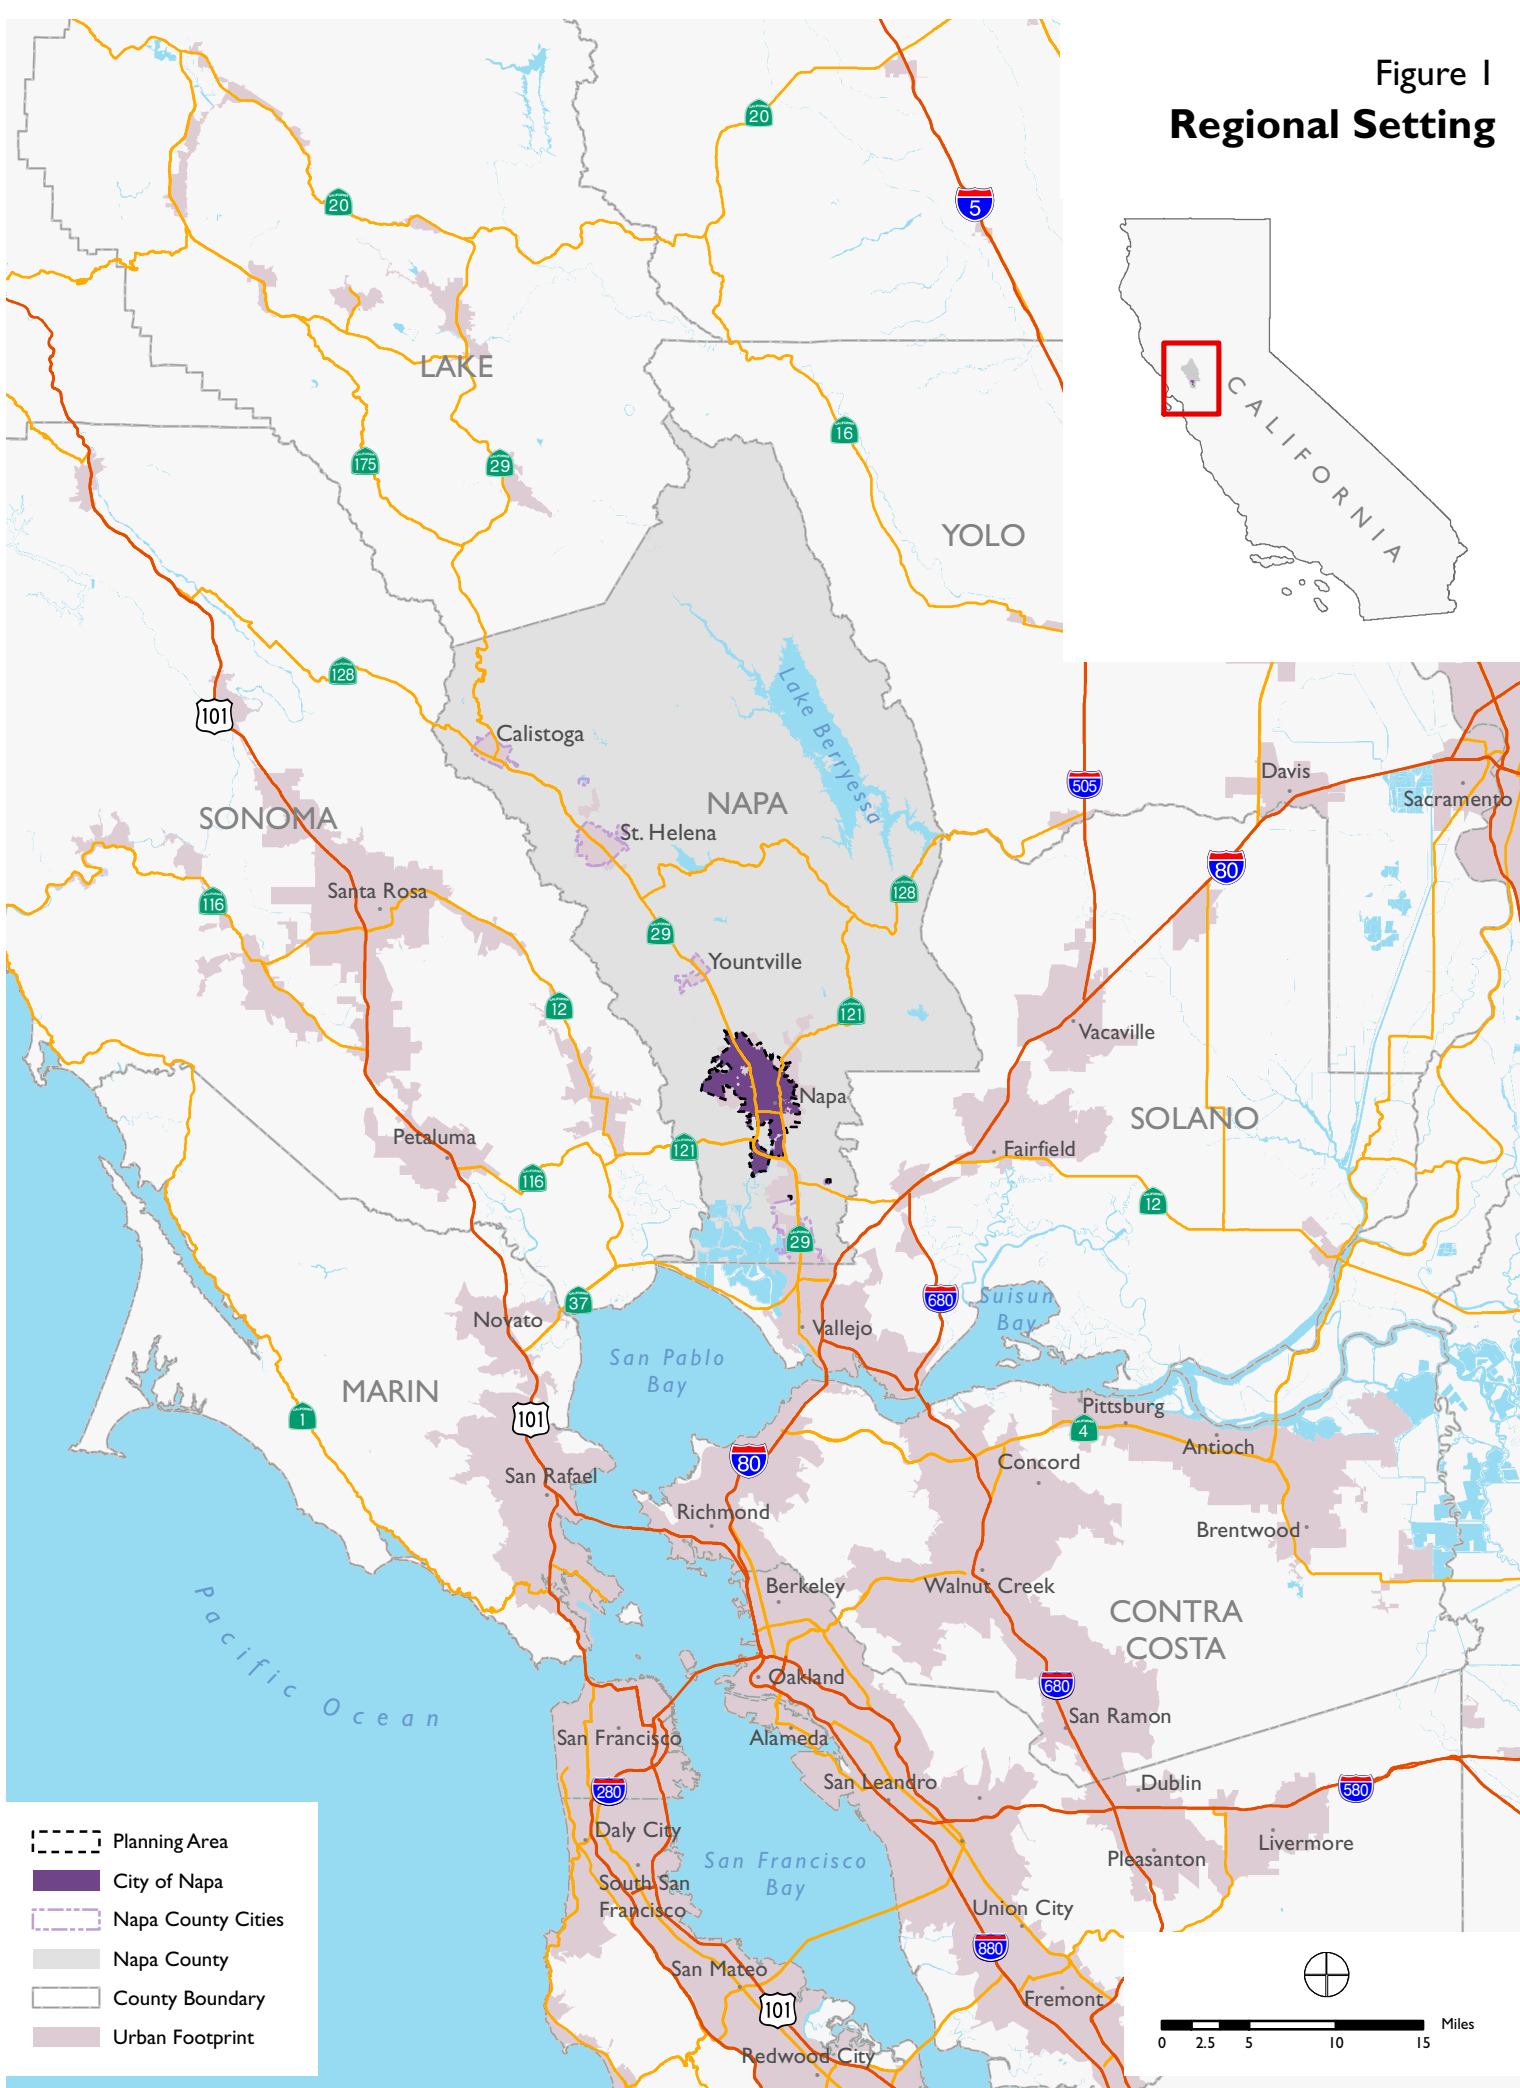 Figure 1
Regional Setting
CALIFORNIA
20
20
5
LAKE
16
175
29
YOLO
128
101
Lake Berryessa
Calistoga
505
Davis
Sacramento
NAPA
SONOMA
St. Helena
80
Santa Rosa
116
128
29
Yountville
12
121
Vacaville
Napa
SOLANO
Petaluma
121
Fairfield
116
12
29
37
680
Suisun
Bay
Novato
Vallejo
San Pablo
Bay
MARIN
1
101
Pittsburg
4
Antioch
80
Concord
San Rafael
Richmond
Brentwood
Berkeley
Walnut Creek
CONTRA
COSTA
Pacific Ocean
Oakland
680
San Ramon
San Francisco
Alameda
San Leandro
Dublin
580
280
Daly City
Livermore
San Francisco
Bay
Pleasanton
South San
Francisco
Union City
880
San Mateo
Fremont
101
Redwood City
Planning Area
City of Napa
Napa County Cities
Napa County
County Boundary
Urban Footprint
Miles
0 2.5 5 10 15